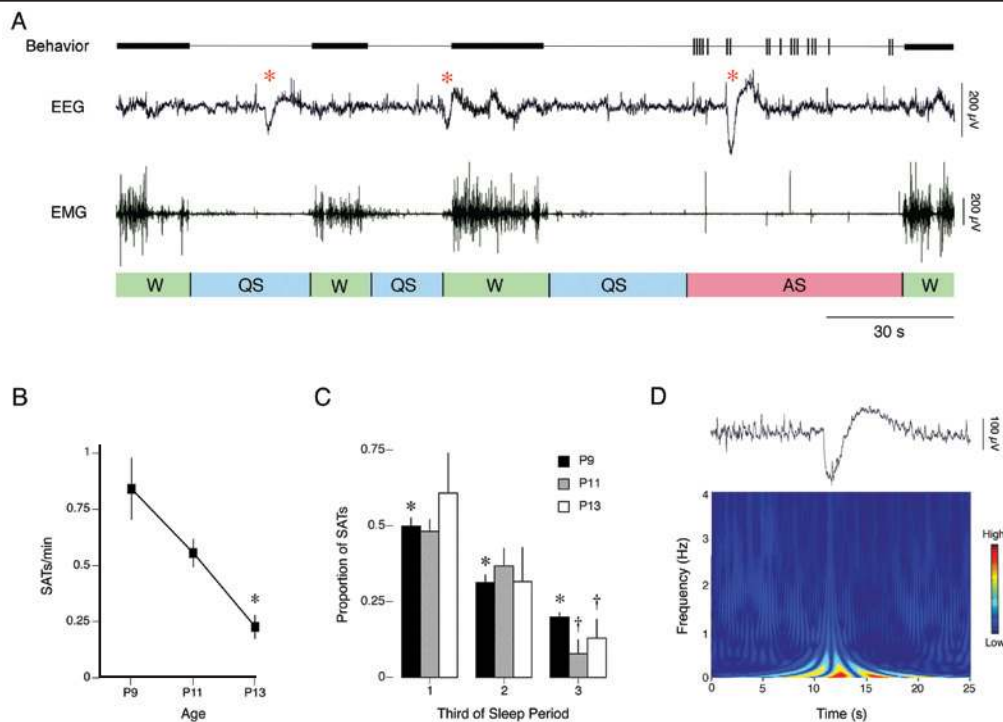 A
Behavior
* * *
EEG
200 µV
EMG
200 µV
W QS W QS W QS AS W
30 s
B
SATs/min
1
0.75
0.5
0.25
0
*
P9 P11 P13
Age
C
Proportion of SATs
0.75
0.5
0.25
0
P9
P11
P13
*
*
* † †
1 2 3
Third of Sleep Period
D
100 µV
Frequency (Hz)
4
3
2
1
0
High
Low
0 5 10 15 20 25
Time (s)